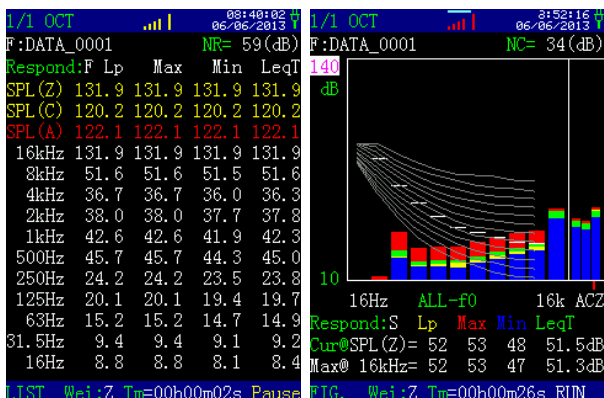 1/1 OCT 08:40:02
06/06/2013
F:DATA_0001 NR= 59(dB)
Respond:F Lp Max Min LeqT
SPL(Z) 131.9 131.9 131.9 131.9
SPL(C) 120.2 120.2 120.2 120.2
SPL(A) 122.1 122.1 122.1 122.1
16kHz 131.9 131.9 131.9 131.9
8kHz 51.6 51.6 51.5 51.6
4kHz 36.7 36.7 36.0 36.3
2kHz 38.0 38.0 37.7 37.8
1kHz 42.6 42.6 41.9 42.3
500Hz 45.7 45.7 44.3 45.0
250Hz 24.2 24.2 23.5 23.8
125Hz 20.1 20.1 19.4 19.7
63Hz 15.2 15.2 14.7 14.9
31.5Hz 9.4 9.4 9.1 9.2
16Hz 8.8 8.8 8.1 8.4
LIST Wei:Z Tm=00h00m02s Pause
1/1 OCT 3:52:16
06/06/2013
F:DATA_0001 NC= 34(dB)
140
dB
10
16Hz ALL-f0 16k ACZ
Respond:S Lp Max Min LeqT
Cur@SPL(Z)= 52 53 48 51.5dB
Max@ 16kHz= 52 53 47 51.3dB
FIG. Wei:Z Tm=00h00m26s RUN